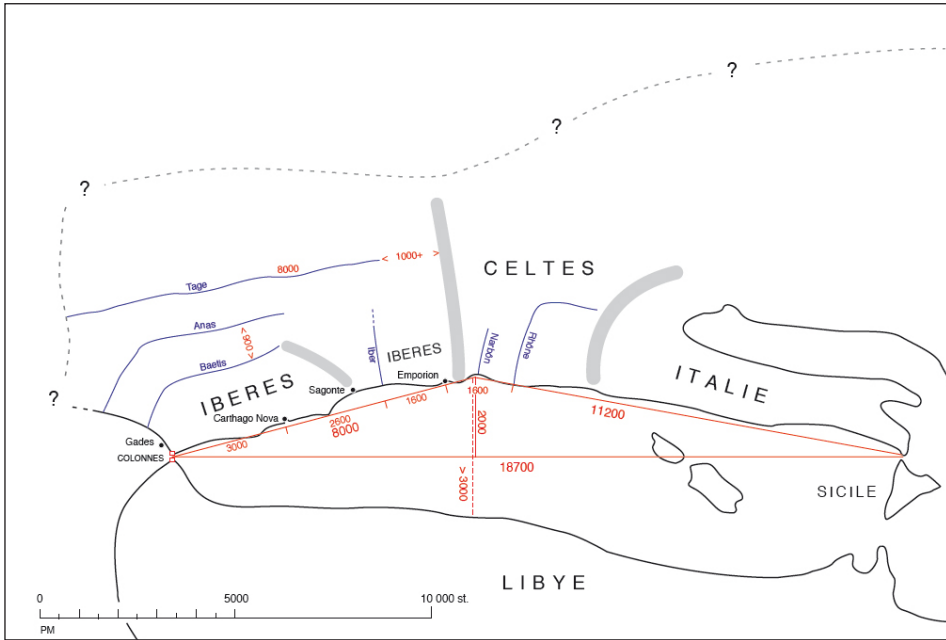 ?
?
?
1000+
CELTES
8000
Tage
Anas
<900>
Baetis
Iber
IBERES
Narbôn
Rhône
IBERES
Sagonte
Emporion
ITALIE
?
Carthago Nova
3000
2600
8000
1600
1600
11200
2000
Gades
COLONNES
18700
> 3000
SICILE
LIBYE
0
5000
10 000 st.
PM